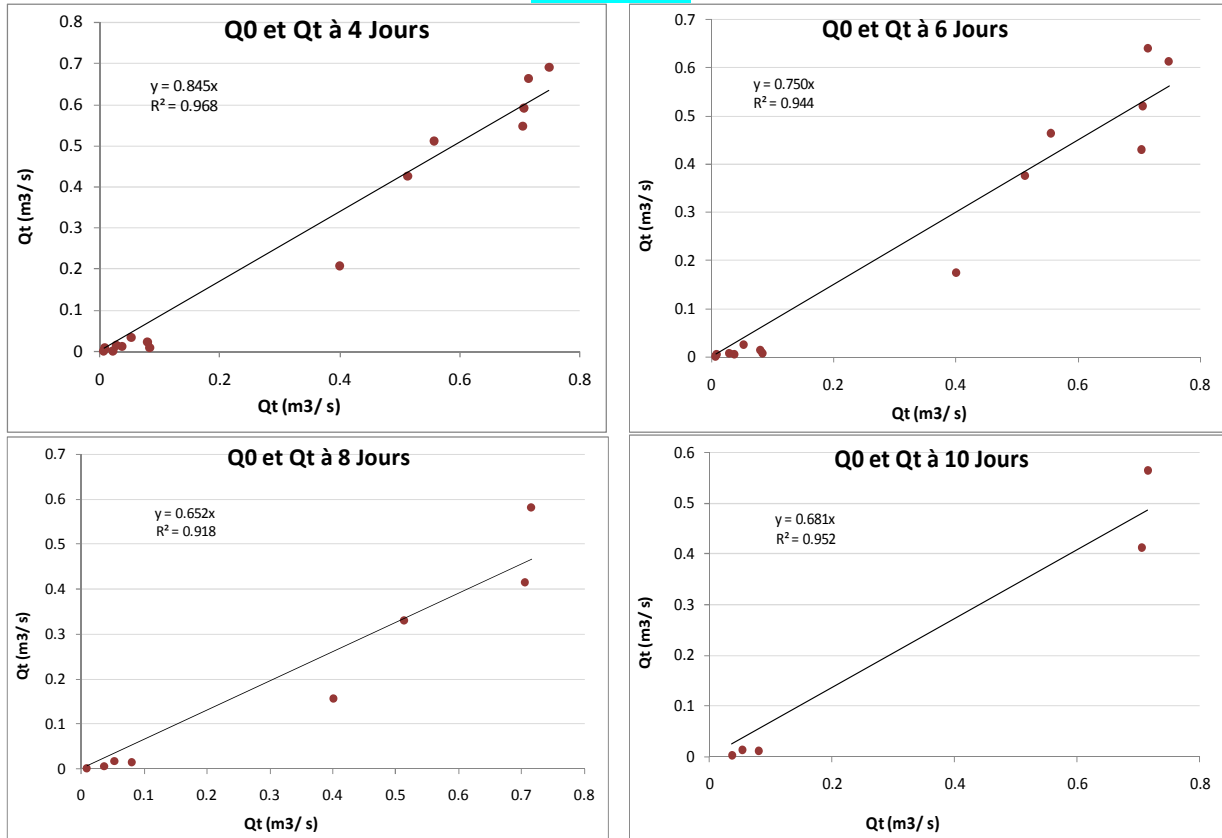 Q0 et Qt à 4 Jours
y = 0.845x
R² = 0.968
Qt (m3/ s)
0.8
0.7
0.6
0.5
0.4
0.3
0.2
0.1
0
0 0.2 0.4 0.6 0.8
Qt (m3/ s)
Q0 et Qt à 6 Jours
y = 0.750x
R² = 0.944
Qt (m3/ s)
0.7
0.6
0.5
0.4
0.3
0.2
0.1
0
0 0.2 0.4 0.6 0.8
Qt (m3/ s)
Q0 et Qt à 8 Jours
y = 0.652x
R² = 0.918
Qt (m3/ s)
0.7
0.6
0.5
0.4
0.3
0.2
0.1
0
0 0.1 0.2 0.3 0.4 0.5 0.6 0.7 0.8
Qt (m3/ s)
Q0 et Qt à 10 Jours
y = 0.681x
R² = 0.952
Qt (m3/ s)
0.6
0.5
0.4
0.3
0.2
0.1
0
0 0.2 0.4 0.6 0.8
Qt (m3/ s)